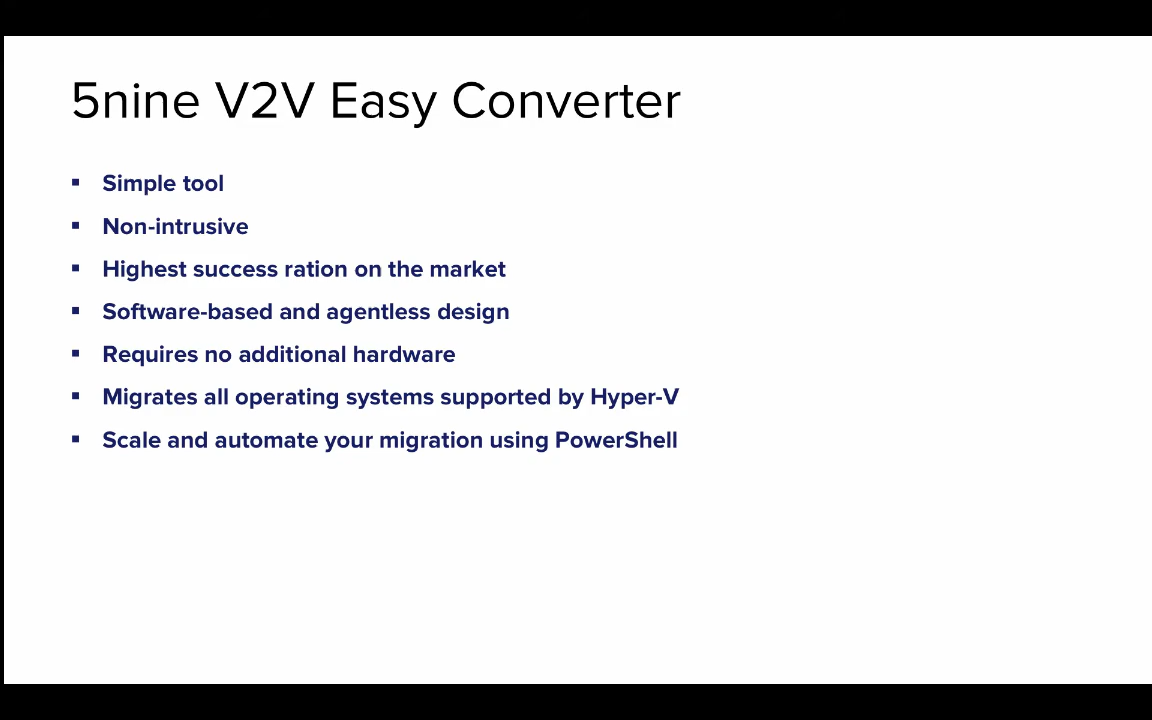 5nine V2V Easy Converter
▪ Simple tool
▪ Non-intrusive
▪ Highest success ration on the market
▪ Software-based and agentless design
▪ Requires no additional hardware
▪ Migrates all operating systems supported by Hyper-V
▪ Scale and automate your migration using PowerShell